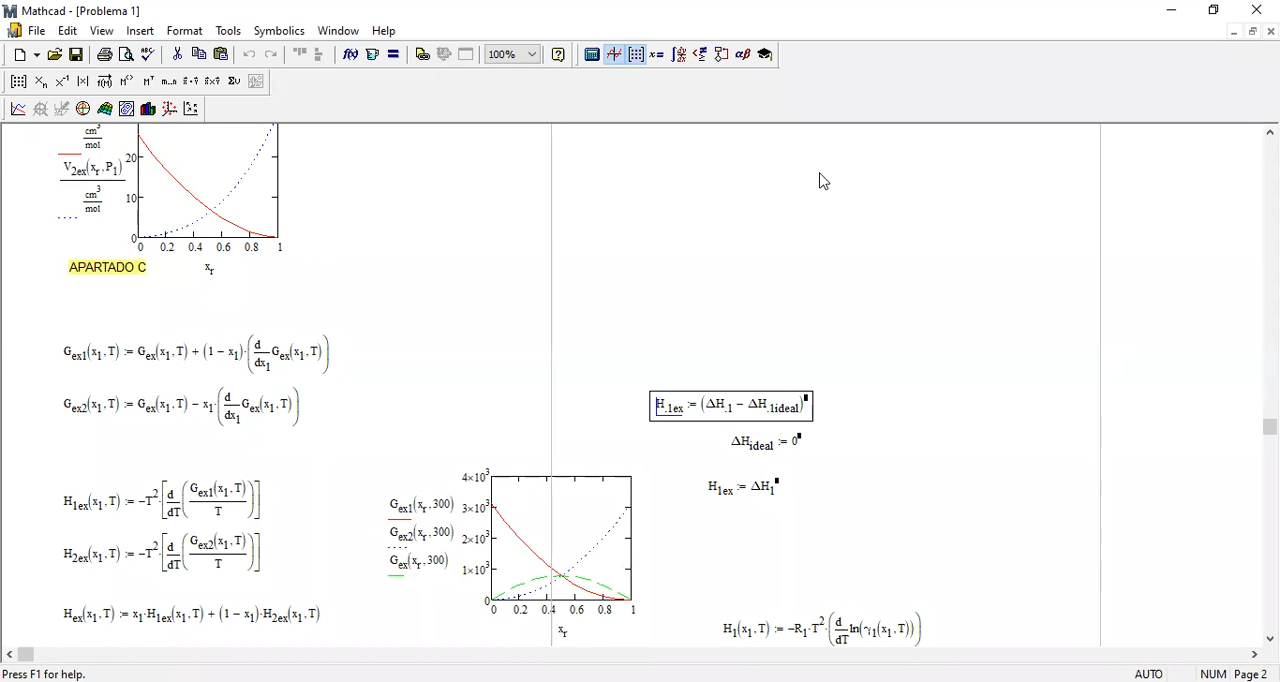 Mathcad - [Problema 1]
File Edit View Insert Format Tools Symbolics Window Help
100%
cm³
mol
V₂ex(xr,P₁)
cm³
mol
20
10
0
0 0.2 0.4 0.6 0.8 1
xr
APARTADO C
Gex1(x₁,T) := Gex(x₁,T) + (1 − x₁)·(d/dx₁ Gex(x₁,T))
Gex2(x₁,T) := Gex(x₁,T) − x₁·(d/dx₁ Gex(x₁,T))
H.1ex := (ΔH.1 − ΔH.1ideal)
ΔHideal := 0
H1ex := ΔH1
H1ex(x₁,T) := −T²·[d/dT (Gex1(x₁,T)/T)]
H2ex(x₁,T) := −T²·[d/dT (Gex2(x₁,T)/T)]
Hex(x₁,T) := x₁·H1ex(x₁,T) + (1 − x₁)·H2ex(x₁,T)
Gex1(xr,300)
Gex2(xr,300)
Gex(xr,300)
4×10³
3×10³
2×10³
1×10³
0
0 0.2 0.4 0.6 0.8 1
xr
H₁(x₁,T) := −R₁·T²·(d/dT ln(γ₁(x₁,T)))
Press F1 for help.
AUTO NUM Page 2